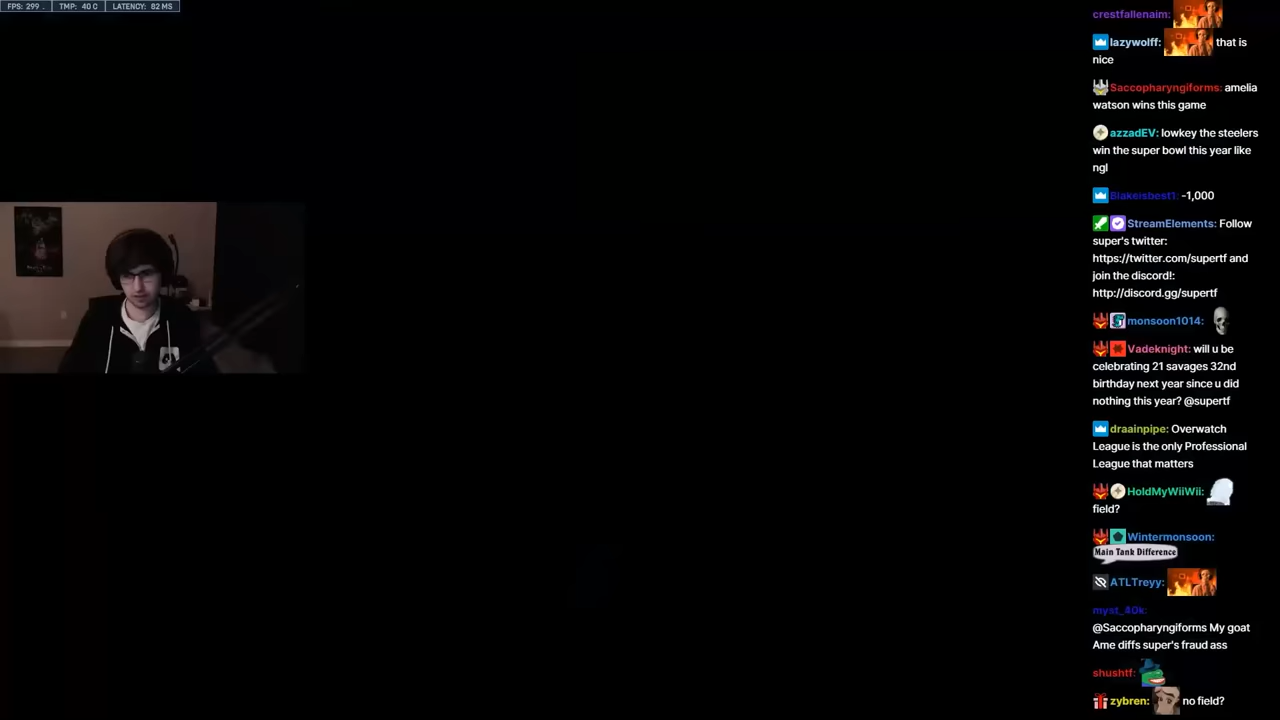 FPS: 299 . TMP: 40 C LATENCY: 82 MS
crestfallenaim:
lazywolff: that is
nice
Saccopharyngiforms: amelia
watson wins this game
azzadEV: lowkey the steelers
win the super bowl this year like
ngl
Blakeisbest1: -1,000
StreamElements: Follow
super's twitter:
https://twitter.com/supertf and
join the discord!:
http://discord.gg/supertf
monsoon1014:
Vadeknight: will u be
celebrating 21 savages 32nd
birthday next year since u did
nothing this year? @supertf
draainpipe: Overwatch
League is the only Professional
League that matters
HoldMyWiiWii:
field?
Wintermonsoon:
Main Tank Difference
ATLTreyy:
myst_40k:
@Saccopharyngiforms My goat
Ame diffs super's fraud ass
shushtf:
zybren: no field?